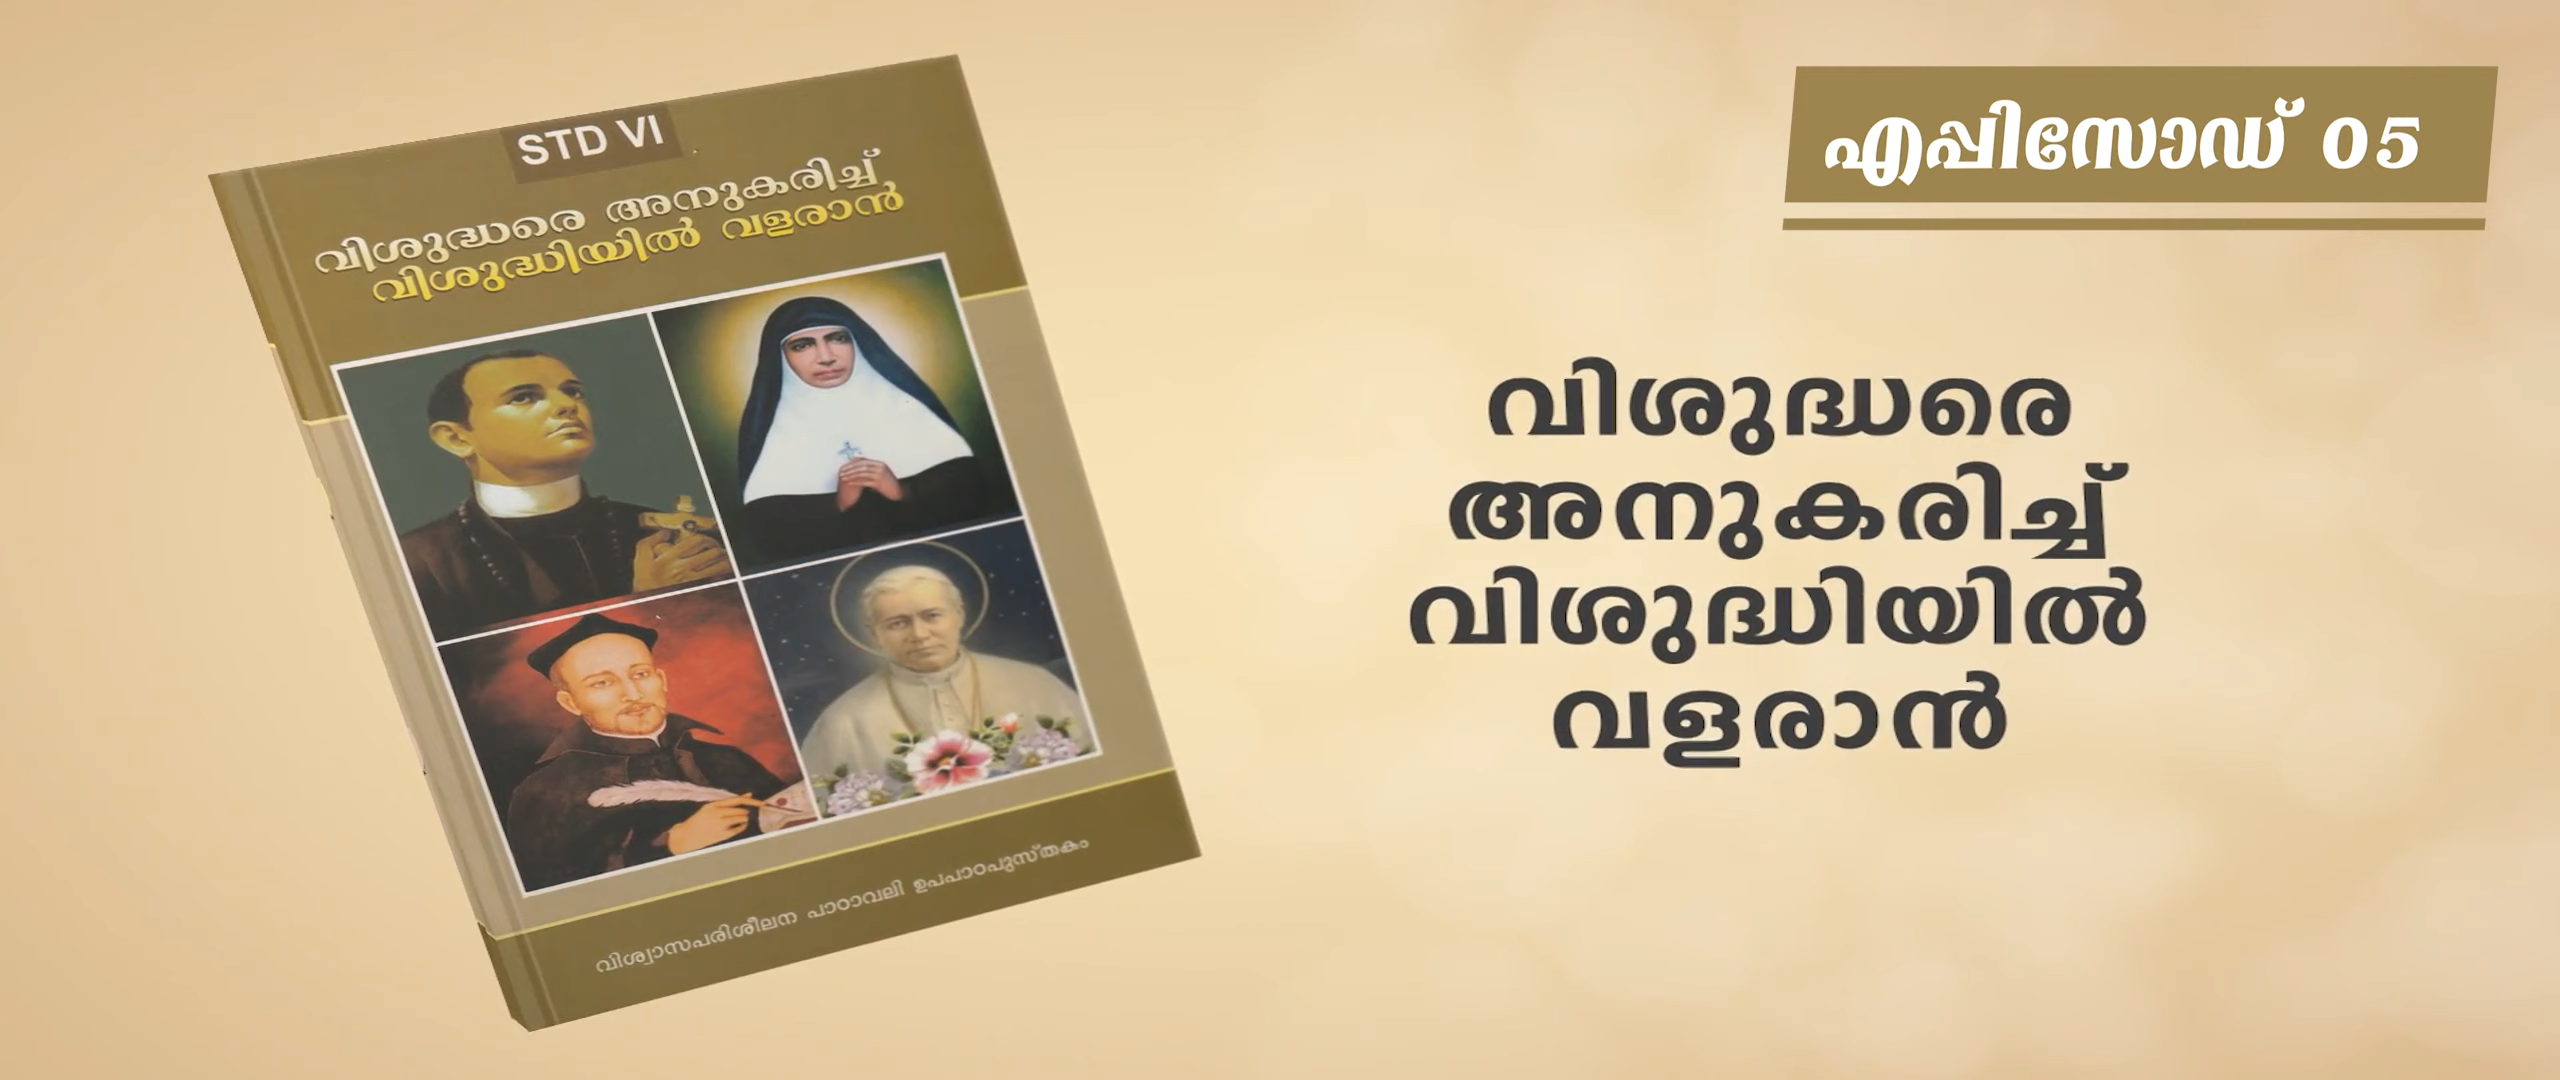 STD VI
വിശുദ്ധരെ അനുകരിച്ച്
വിശുദ്ധിയിൽ വളരാൻ
വിശ്വാസപരിശീലന പാഠാവലി ഉപപാഠപുസ്തകം
എപ്പിസോഡ് 05
വിശുദ്ധരെ
അനുകരിച്ച്
വിശുദ്ധിയിൽ
വളരാൻ